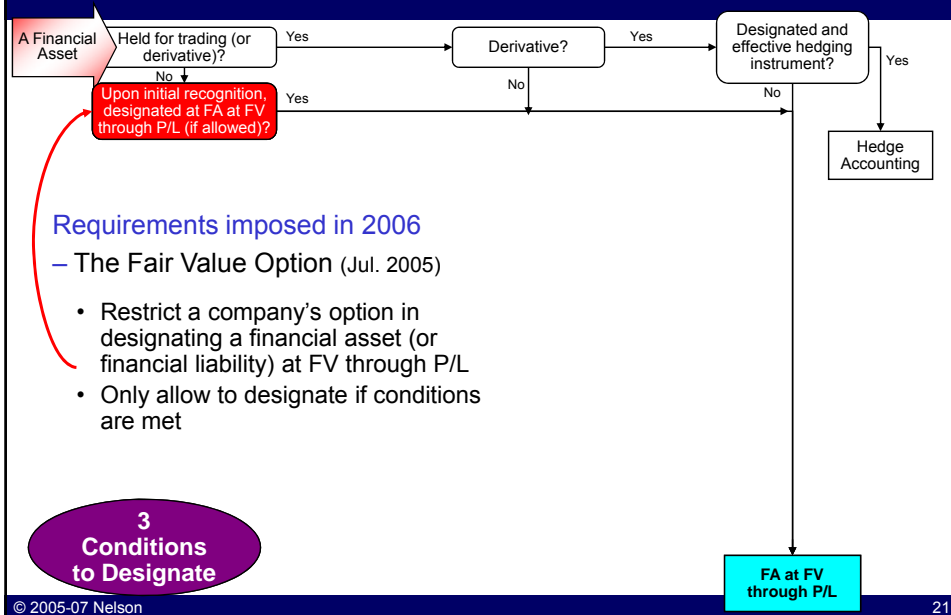 A Financial
Asset
Held for trading (or
derivative)?
Yes
Derivative?
Yes
Designated and
effective hedging
instrument?
Yes
No
Upon initial recognition,
designated at FA at FV
through P/L (if allowed)?
Yes
No
No
Hedge
Accounting
Requirements imposed in 2006
– The Fair Value Option (Jul. 2005)
• Restrict a company's option in
designating a financial asset (or
financial liability) at FV through P/L
• Only allow to designate if conditions
are met
3
Conditions
to Designate
FA at FV
through P/L
© 2005-07 Nelson
21